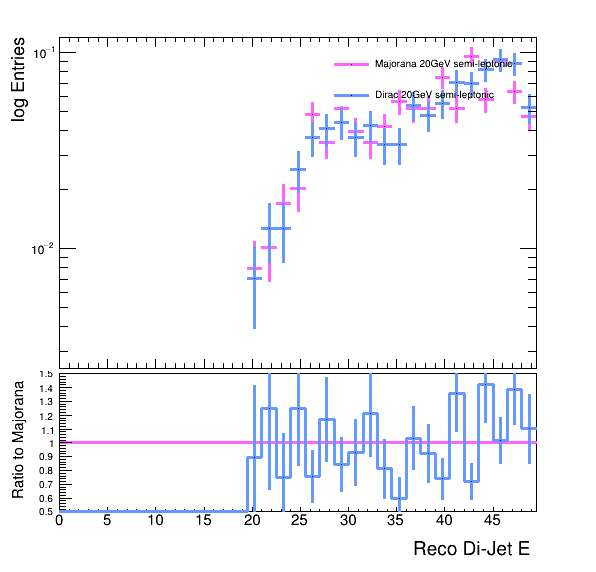 log Entries
10⁻¹
Majorana 20GeV semi-leptonic
Dirac 20GeV semi-leptonic
10⁻²
Ratio to Majorana
1.5
1.4
1.3
1.2
1.1
1
0.9
0.8
0.7
0.6
0.5
0 5 10 15 20 25 30 35 40 45
Reco Di-Jet E